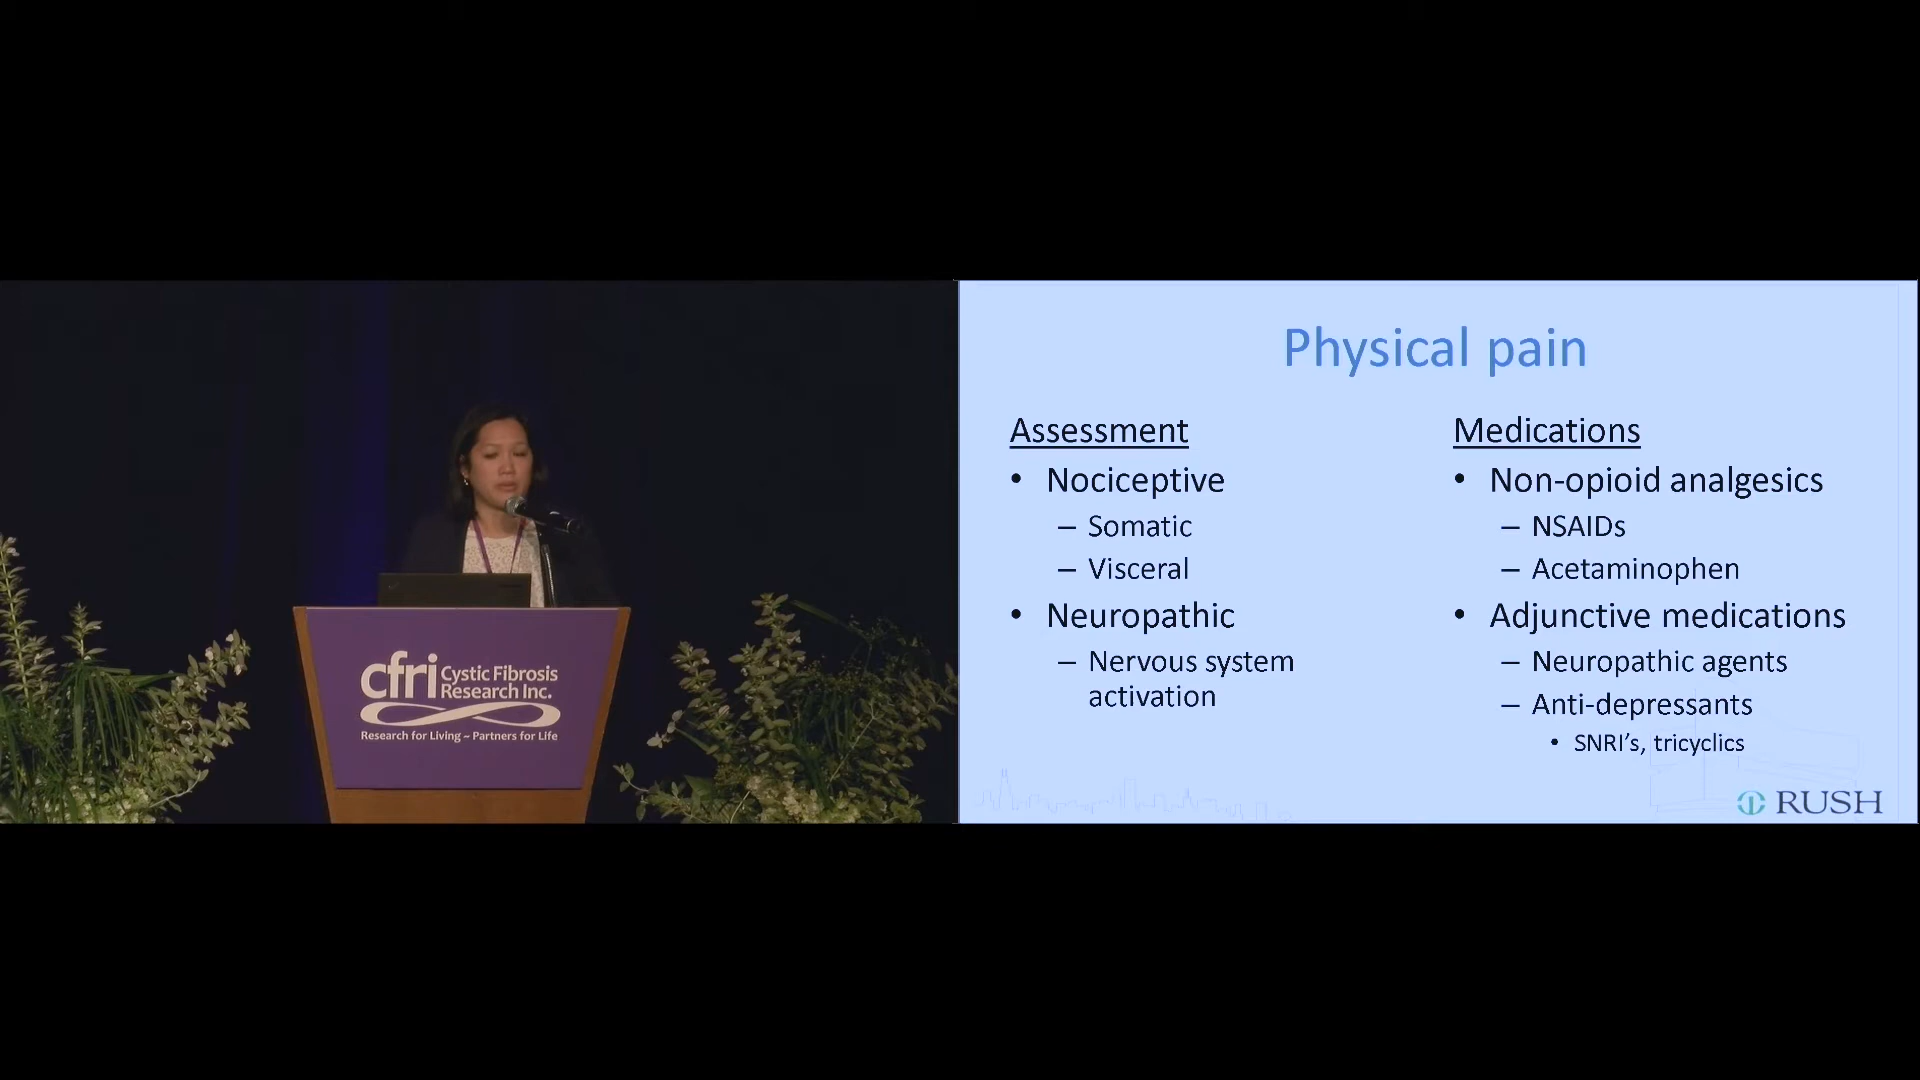 cfri Cystic Fibrosis
Research Inc.
Research for Living ~ Partners for Life
Physical pain
Assessment
• Nociceptive
– Somatic
– Visceral
• Neuropathic
– Nervous system
activation
Medications
• Non-opioid analgesics
– NSAIDs
– Acetaminophen
• Adjunctive medications
– Neuropathic agents
– Anti-depressants
• SNRI's, tricyclics
RUSH